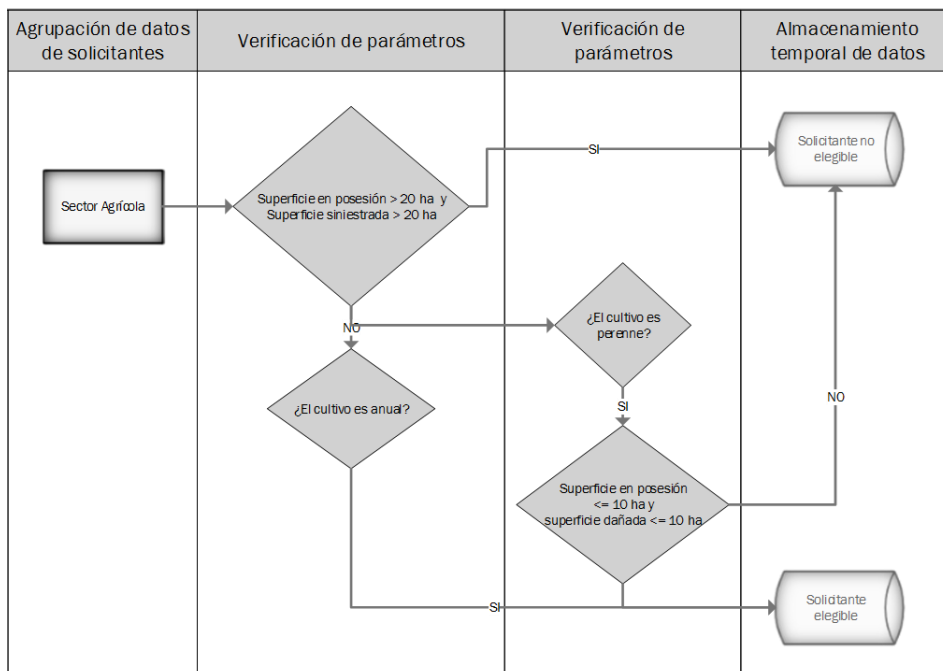 Agrupación de datos
de solicitantes
Verificación de parámetros
Verificación de
parámetros
Almacenamiento
temporal de datos
Sector Agrícola
Superficie en posesión > 20 ha y
Superficie siniestrada > 20 ha
SI
Solicitante no
elegible
NO
¿El cultivo es
perenne?
¿El cultivo es anual?
SI
NO
Superficie en posesión
<= 10 ha y
superficie dañada <= 10 ha
SI
Solicitante
elegible